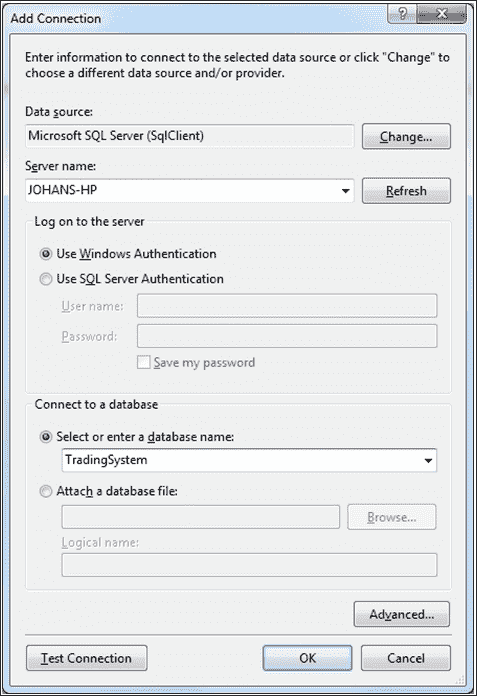 Add Connection
?
Enter information to connect to the selected data source or click "Change" to
choose a different data source and/or provider.
Data source:
Microsoft SQL Server (SqlClient)
Change...
Server name:
JOHANS-HP
Refresh
Log on to the server
Use Windows Authentication
Use SQL Server Authentication
User name:
Password:
Save my password
Connect to a database
Select or enter a database name:
TradingSystem
Attach a database file:
Browse...
Logical name:
Advanced...
Test Connection
OK
Cancel